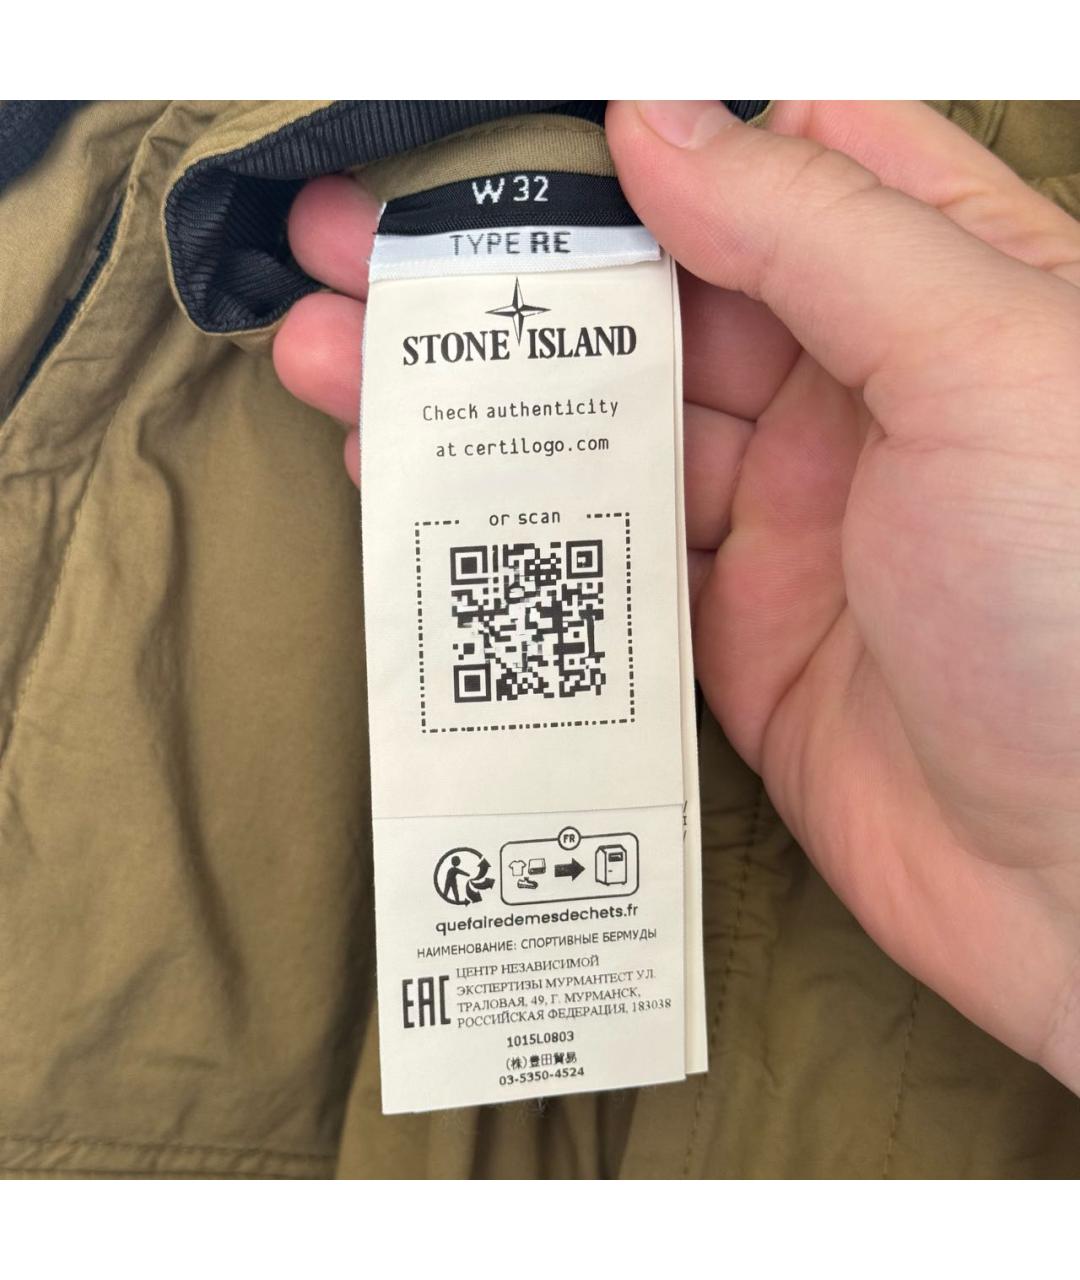 W 32
TYPE RE
STONE ISLAND
Check authenticity
at certilogo.com
or scan
FR
quefairedemesdechets.fr
НАИМЕНОВАНИЕ: СПОРТИВНЫЕ БЕРМУДЫ
EAC
ЦЕНТР НЕЗАВИСИМОЙ
ЭКСПЕРТИЗЫ МУРМАНТЕСТ УЛ.
ТРАЛОВАЯ, 49, Г. МУРМАНСК,
РОССИЙСКАЯ ФЕДЕРАЦИЯ, 183038
1015L0803
(株)豊田貿易
03-5350-4524